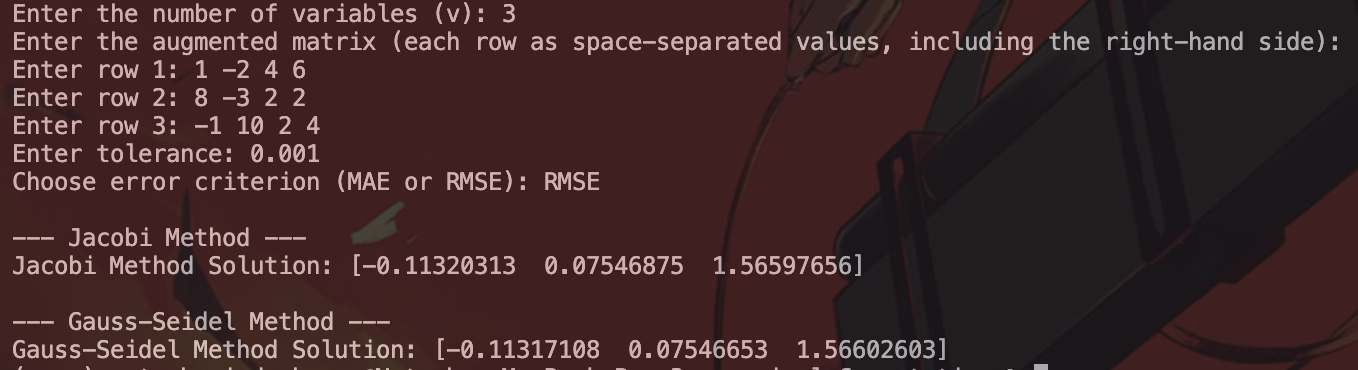 Enter the number of variables (v): 3
Enter the augmented matrix (each row as space-separated values, including the right-hand side):
Enter row 1: 1 -2 4 6
Enter row 2: 8 -3 2 2
Enter row 3: -1 10 2 4
Enter tolerance: 0.001
Choose error criterion (MAE or RMSE): RMSE
--- Jacobi Method ---
Jacobi Method Solution: [-0.11320313  0.07546875  1.56597656]
--- Gauss-Seidel Method ---
Gauss-Seidel Method Solution: [-0.11317108  0.07546653  1.56602603]